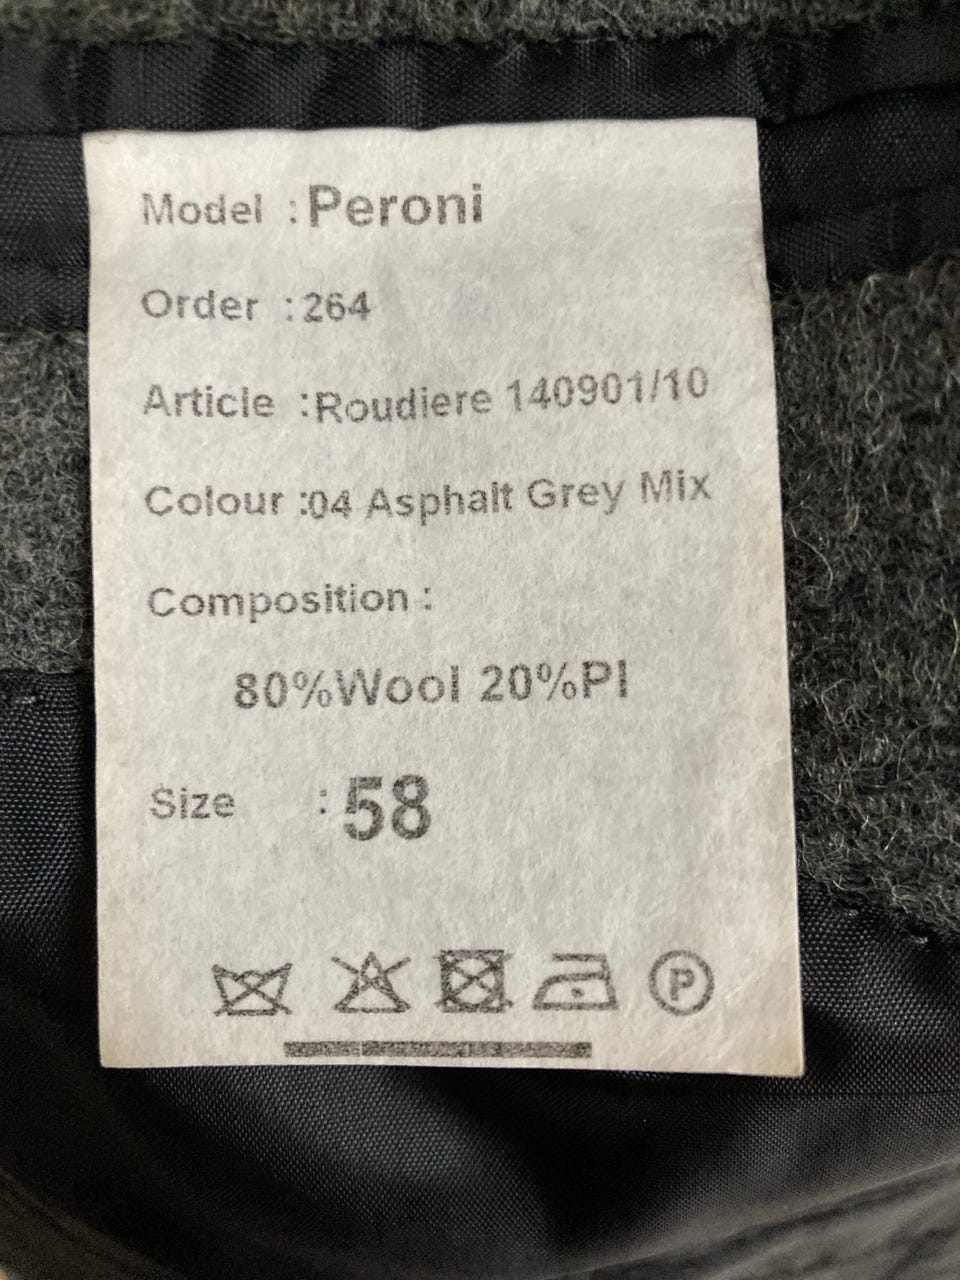 Model :Peroni
Order :264
Article :Roudiere 140901/10
Colour :04 Asphalt Grey Mix
Composition :
80%Wool 20%Pl
Size :58
P